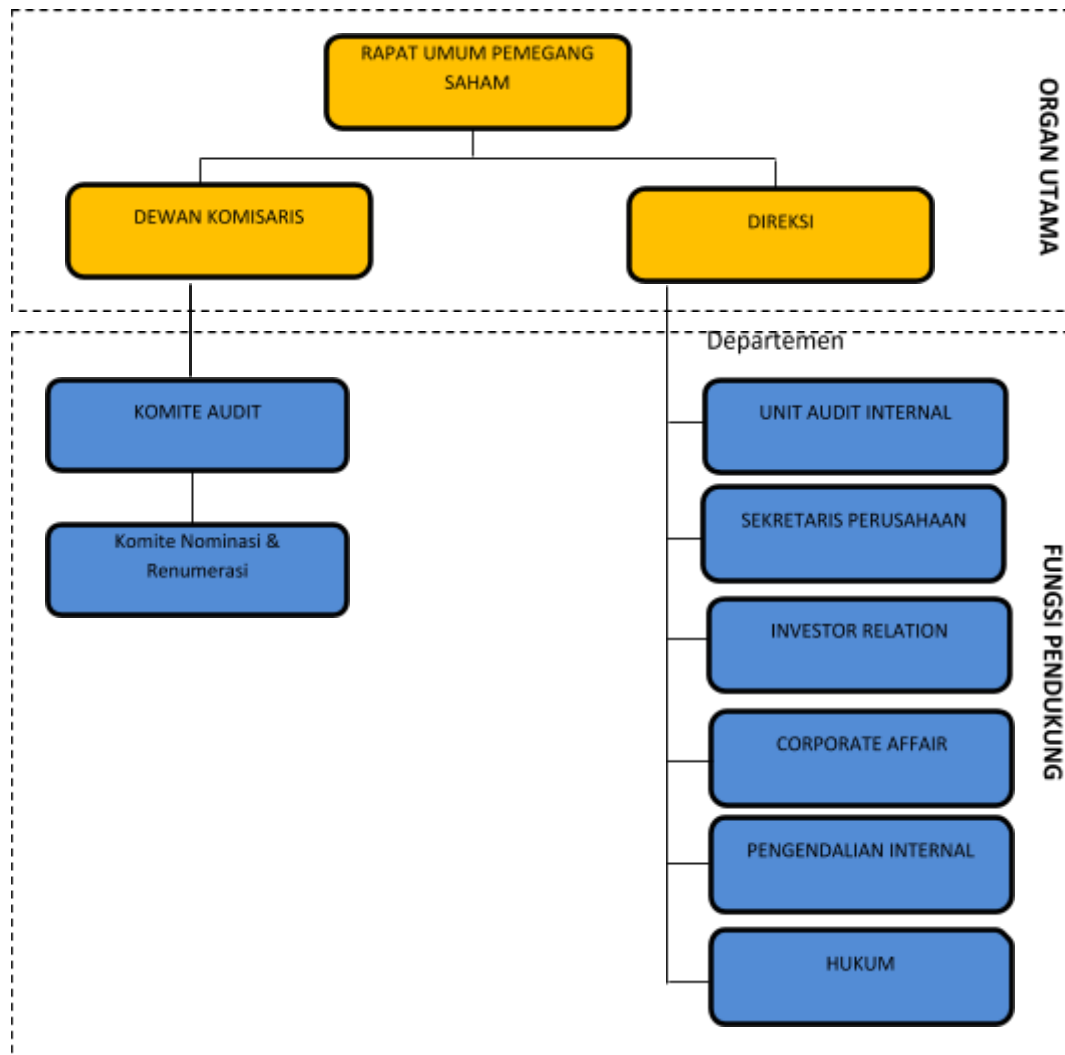 RAPAT UMUM PEMEGANG
SAHAM
ORGAN UTAMA
DEWAN KOMISARIS
DIREKSI
Departemen
KOMITE AUDIT
UNIT AUDIT INTERNAL
Komite Nominasi &
Renumerasi
SEKRETARIS PERUSAHAAN
INVESTOR RELATION
FUNGSI PENDUKUNG
CORPORATE AFFAIR
PENGENDALIAN INTERNAL
HUKUM